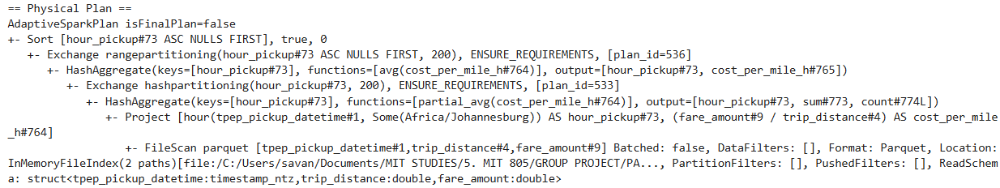 == Physical Plan ==
AdaptiveSparkPlan isFinalPlan=false
+- Sort [hour_pickup#73 ASC NULLS FIRST], true, 0
   +- Exchange rangepartitioning(hour_pickup#73 ASC NULLS FIRST, 200), ENSURE_REQUIREMENTS, [plan_id=536]
      +- HashAggregate(keys=[hour_pickup#73], functions=[avg(cost_per_mile_h#764)], output=[hour_pickup#73, cost_per_mile_h#765])
         +- Exchange hashpartitioning(hour_pickup#73, 200), ENSURE_REQUIREMENTS, [plan_id=533]
            +- HashAggregate(keys=[hour_pickup#73], functions=[partial_avg(cost_per_mile_h#764)], output=[hour_pickup#73, sum#773, count#774L])
               +- Project [hour(tpep_pickup_datetime#1, Some(Africa/Johannesburg)) AS hour_pickup#73, (fare_amount#9 / trip_distance#4) AS cost_per_mile
_h#764]
                  +- FileScan parquet [tpep_pickup_datetime#1,trip_distance#4,fare_amount#9] Batched: false, DataFilters: [], Format: Parquet, Location:
InMemoryFileIndex(2 paths)[file:/C:/Users/savan/Documents/MIT STUDIES/5. MIT 805/GROUP PROJECT/PA..., PartitionFilters: [], PushedFilters: [], ReadSchem
a: struct<tpep_pickup_datetime:timestamp_ntz,trip_distance:double,fare_amount:double>